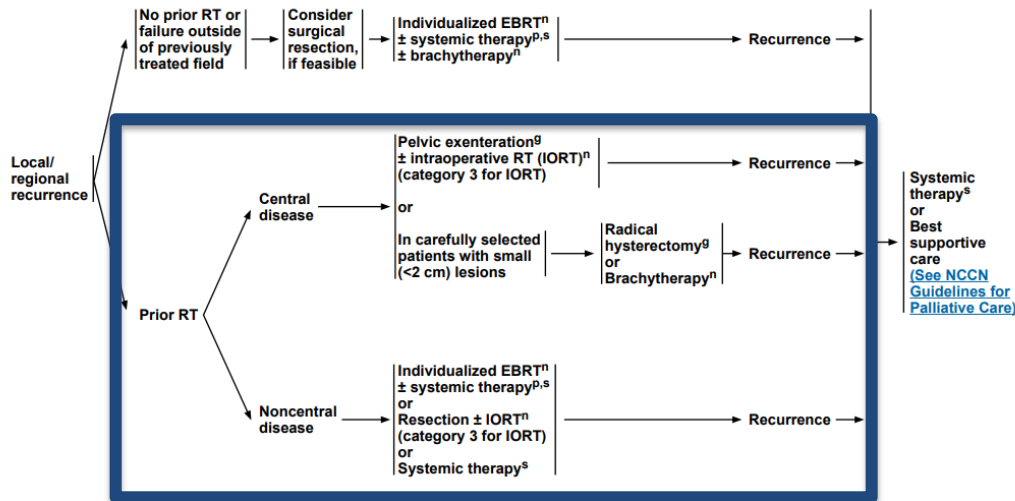 No prior RT or
failure outside
of previously
treated field
Consider
surgical
resection,
if feasible
Individualized EBRTⁿ
± systemic therapyᵖ,ˢ
± brachytherapyⁿ
Recurrence
Local/
regional
recurrence
Prior RT
Central
disease
Pelvic exenterationᵍ
± intraoperative RT (IORT)ⁿ
(category 3 for IORT)
Recurrence
or
In carefully selected
patients with small
(<2 cm) lesions
Radical
hysterectomyᵍ
or
Brachytherapyⁿ
Recurrence
Noncentral
disease
Individualized EBRTⁿ
± systemic therapyᵖ,ˢ
or
Resection ± IORTⁿ
(category 3 for IORT)
or
Systemic therapyˢ
Recurrence
Systemic
therapyˢ
or
Best
supportive
care
(See NCCN
Guidelines for
Palliative Care)